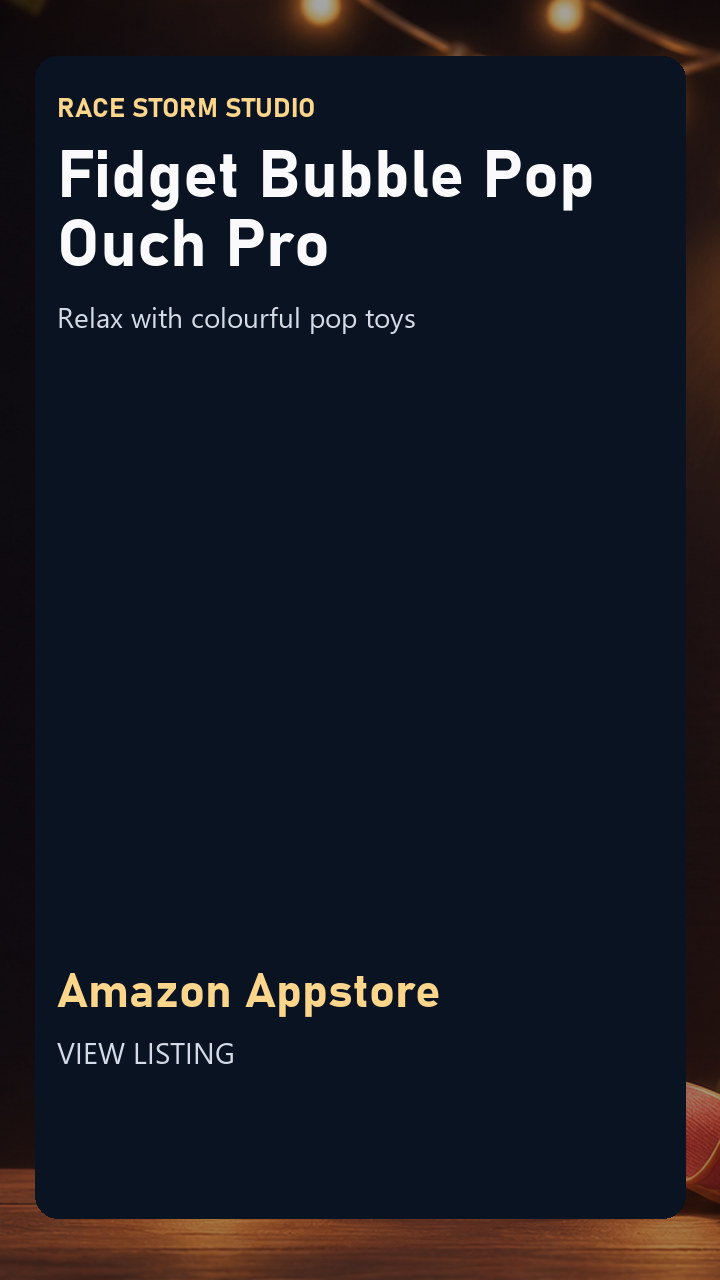 RACE STORM STUDIO
Fidget Bubble Pop
Ouch Pro
Relax with colourful pop toys
Amazon Appstore
VIEW LISTING